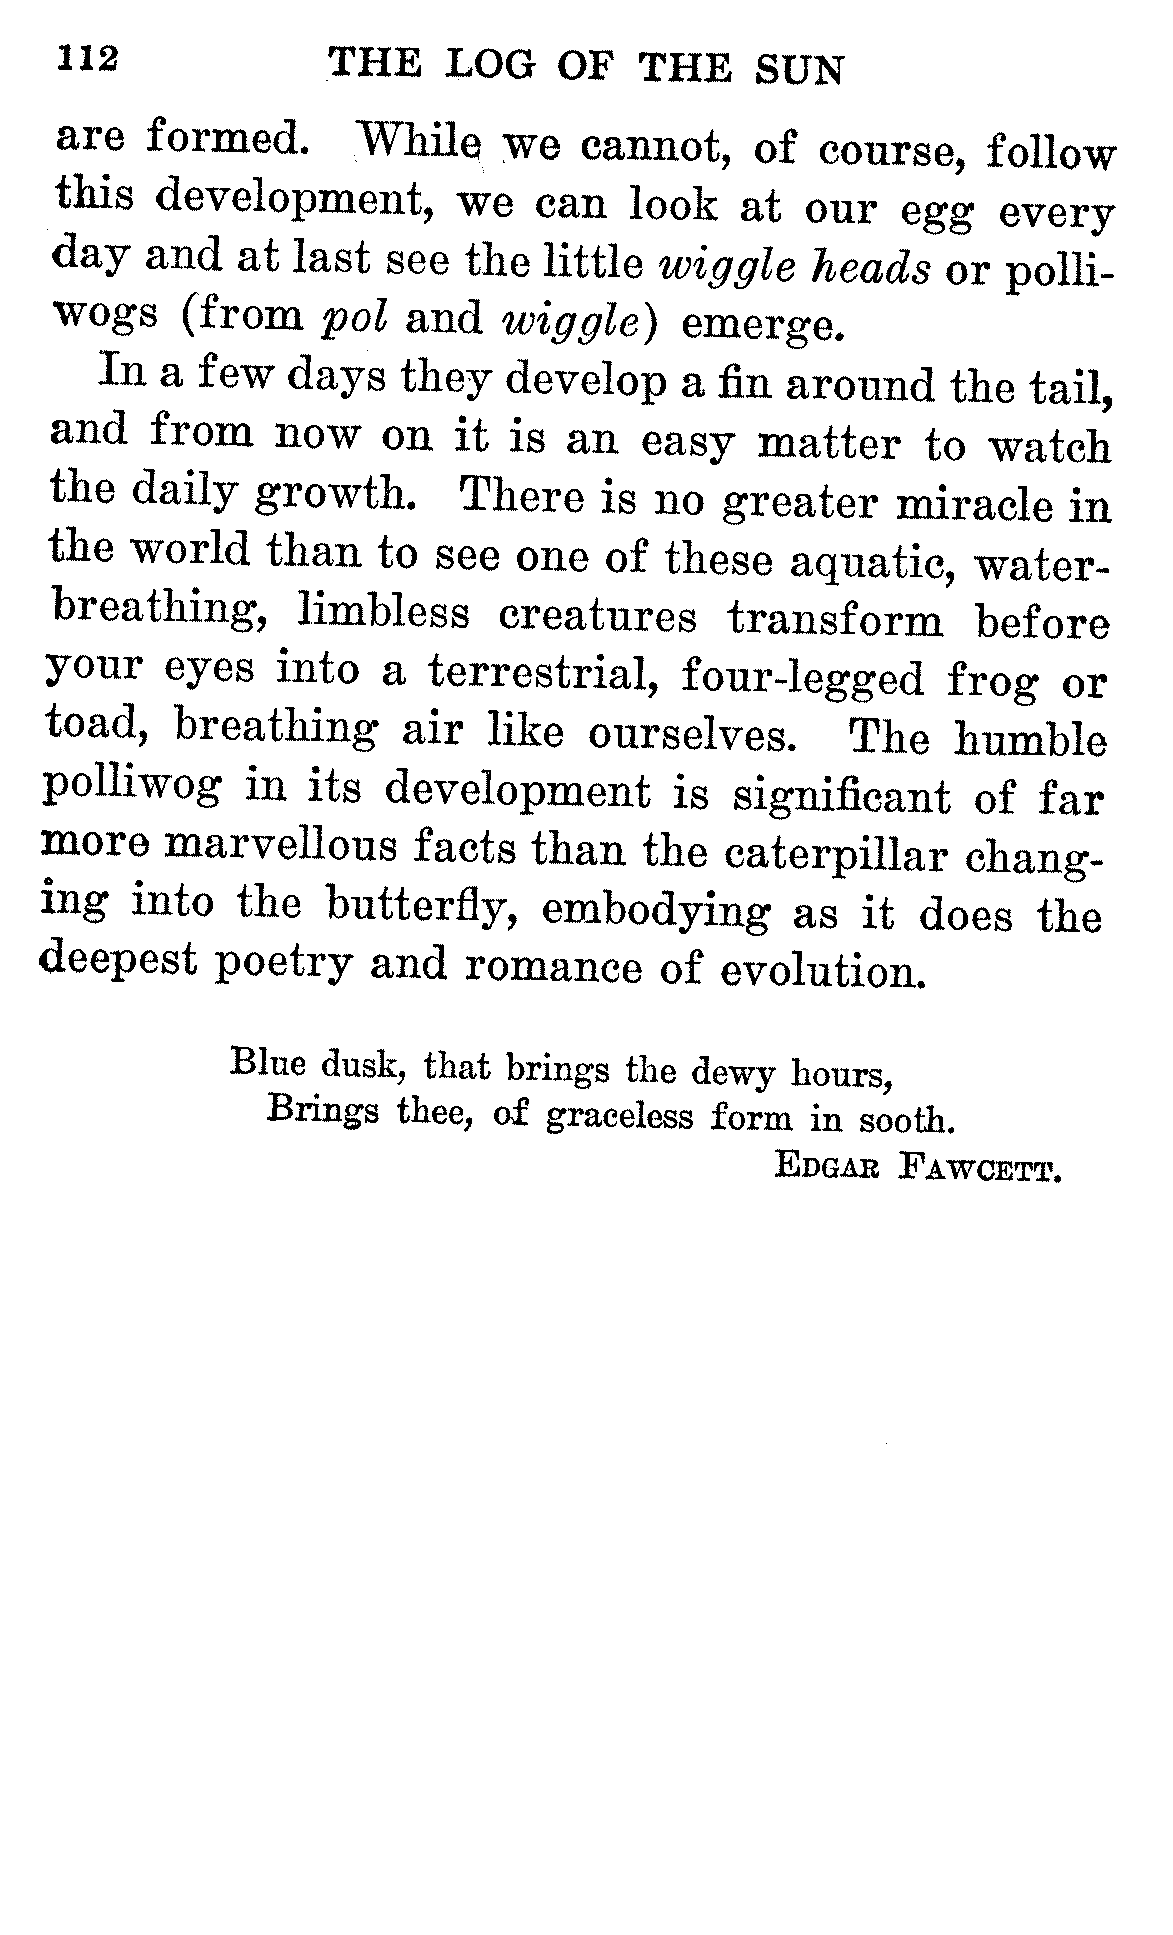 112 THE LOG OF THE SUN
are formed. While we cannot, of course, follow
this development, we can look at our egg every
day and at last see the little wiggle heads or polli-
wogs (from pol and wiggle) emerge.
In a few days they develop a fin around the tail,
and from now on it is an easy matter to watch
the daily growth. There is no greater miracle in
the world than to see one of these aquatic, water-
breathing, limbless creatures transform before
your eyes into a terrestrial, four-legged frog or
toad, breathing air like ourselves. The humble
polliwog in its development is significant of far
more marvellous facts than the caterpillar chang-
ing into the butterfly, embodying as it does the
deepest poetry and romance of evolution.
Blue dusk, that brings the dewy hours,
Brings thee, of graceless form in sooth.
EDGAR FAWCETT.